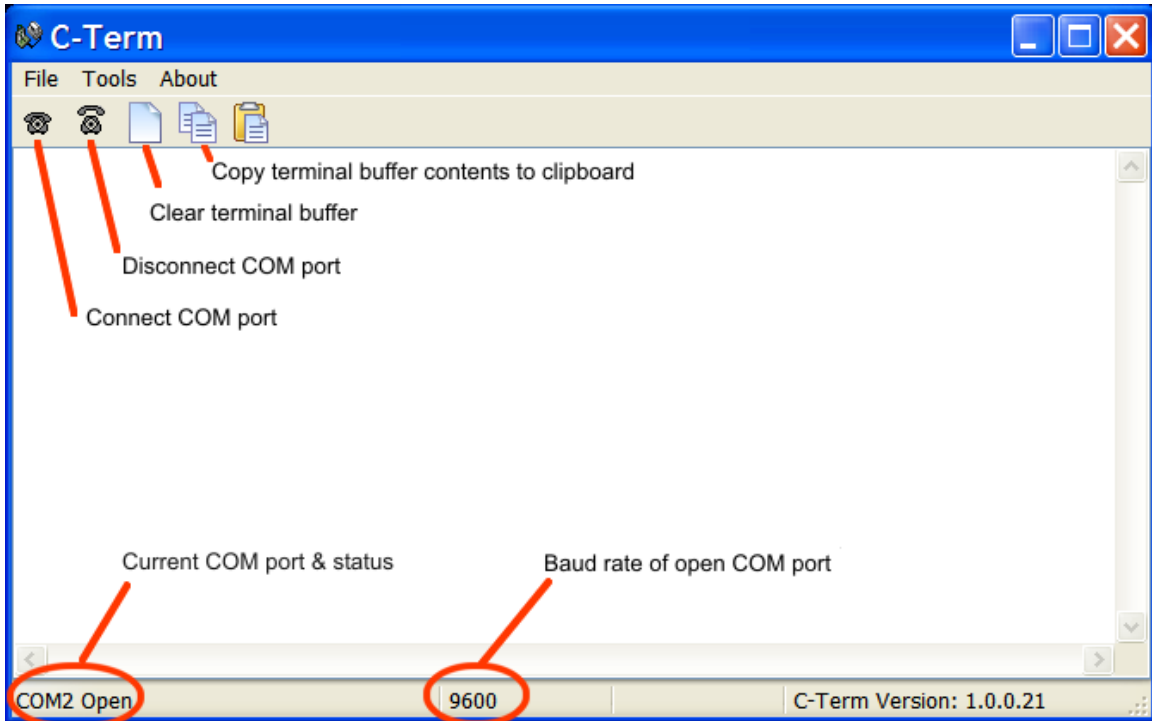 C-Term
File Tools About
Copy terminal buffer contents to clipboard
Clear terminal buffer
Disconnect COM port
Connect COM port
Current COM port & status
Baud rate of open COM port
COM2 Open 9600 C-Term Version: 1.0.0.21